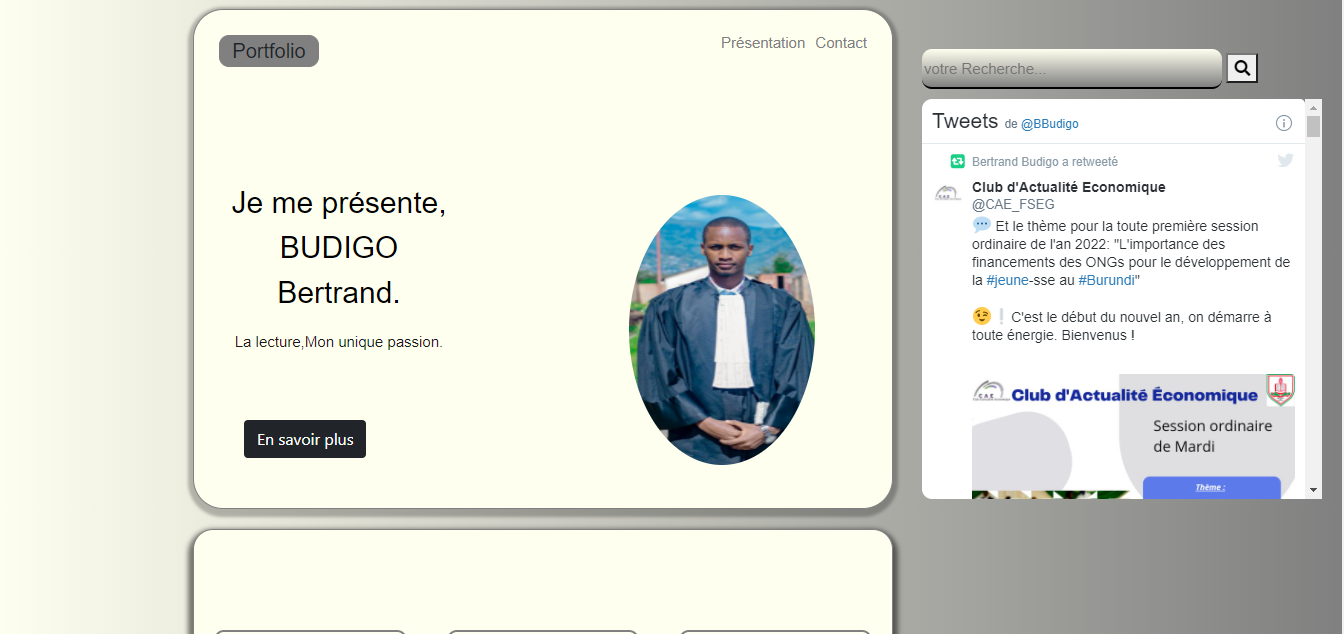 Portfolio
Présentation Contact
Je me présente,
BUDIGO
Bertrand.
La lecture,Mon unique passion.
En savoir plus
votre Recherche...
Tweets de @BBudigo
Bertrand Budigo a retweeté
Club d'Actualité Economique
@CAE_FSEG
💬 Et le thème pour la toute première session
ordinaire de l'an 2022: "L'importance des
financements des ONGs pour le développement de
la #jeune-sse au #Burundi"
😉❕ C'est le début du nouvel an, on démarre à
toute énergie. Bienvenus !
Club d'Actualité Économique
Session ordinaire
de Mardi
Thème :